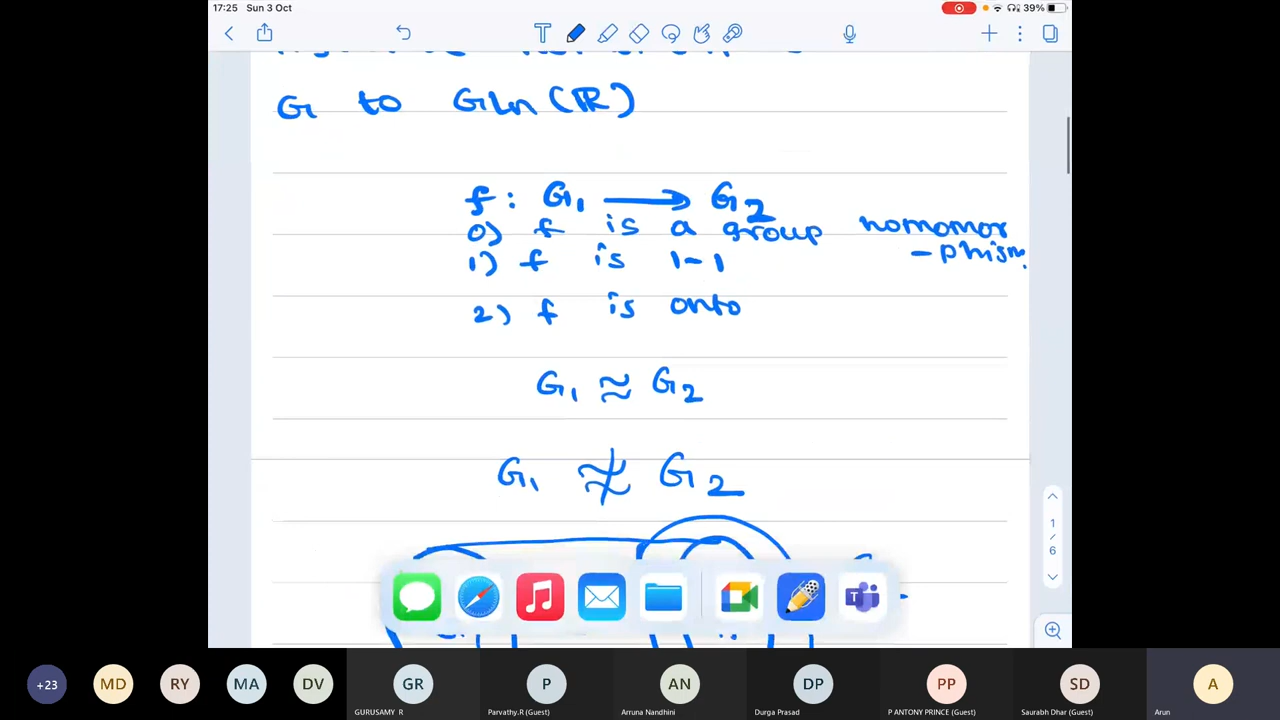 17:25 Sun 3 Oct 39%
G to GLn (ℝ)
f : G₁ ⟶ G₂
0) f is a group homomor
-phism.
1) f is 1-1
2) f is onto
G₁ ≈ G₂
G₁ ≉ G₂
1
/
6
T
+23 MD RY MA DV GR P AN DP PP SD A
GURUSAMY R Parvathy.R (Guest) Arruna Nandhini Durga Prasad P ANTONY PRINCE (Guest) Saurabh Dhar (Guest) Arun